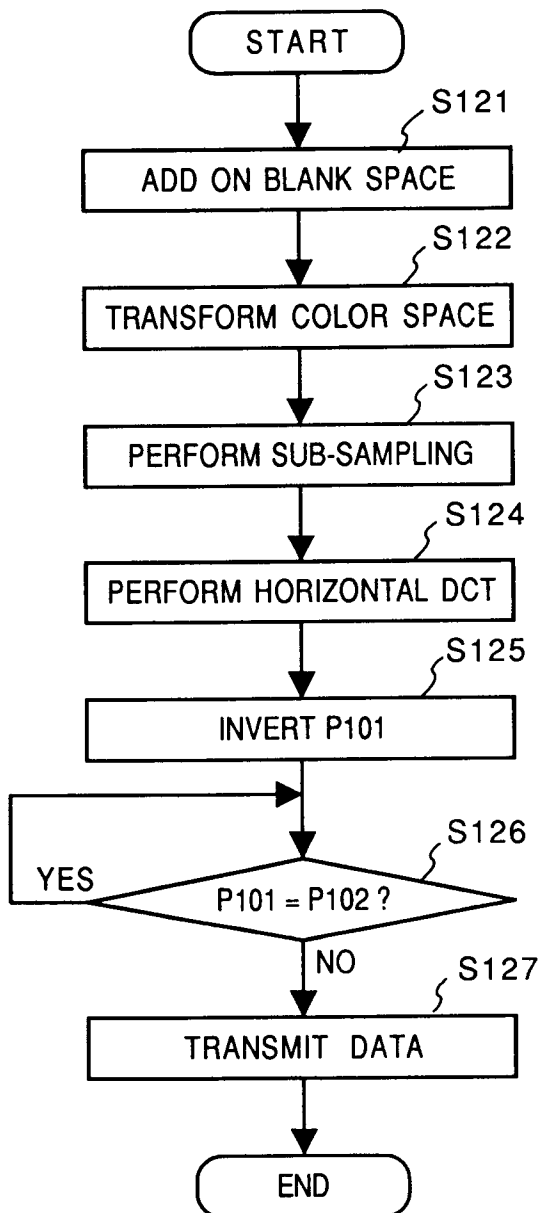 START
S121
ADD ON BLANK SPACE
S122
TRANSFORM COLOR SPACE
S123
PERFORM SUB-SAMPLING
S124
PERFORM HORIZONTAL DCT
S125
INVERT P101
S126
YES
P101 = P102 ?
NO
S127
TRANSMIT DATA
END